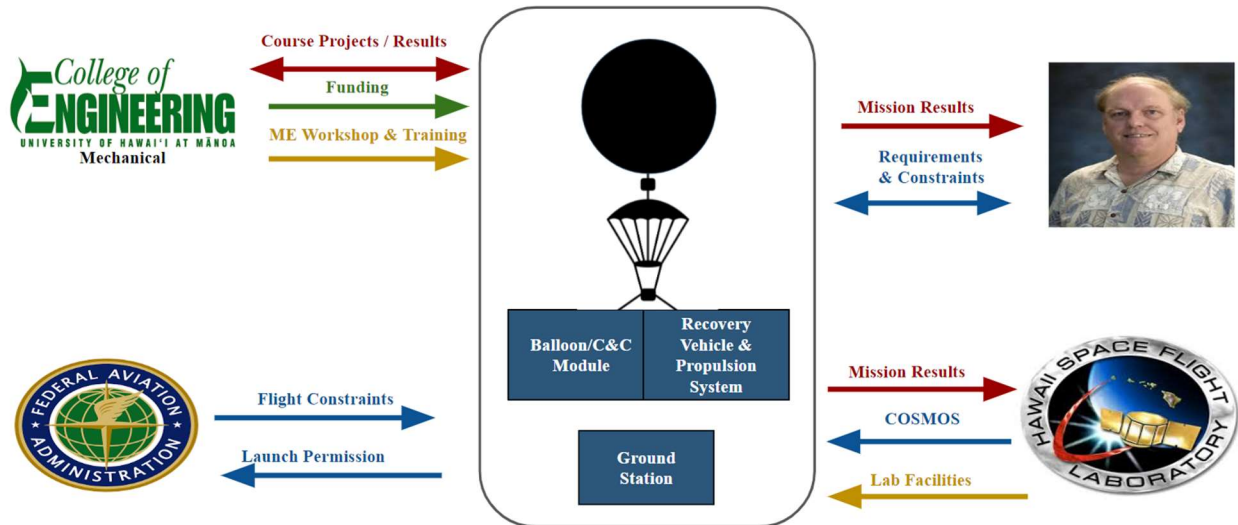 Course Projects / Results
Funding
ME Workshop & Training
College of
ENGINEERING
UNIVERSITY OF HAWAI'I AT MĀNOA
Mechanical
Mission Results
Requirements
& Constraints
Balloon/C&C
Module
Recovery
Vehicle &
Propulsion
System
Ground
Station
FEDERAL AVIATION
ADMINISTRATION
Flight Constraints
Launch Permission
Mission Results
COSMOS
Lab Facilities
HAWAII SPACE FLIGHT
LABORATORY